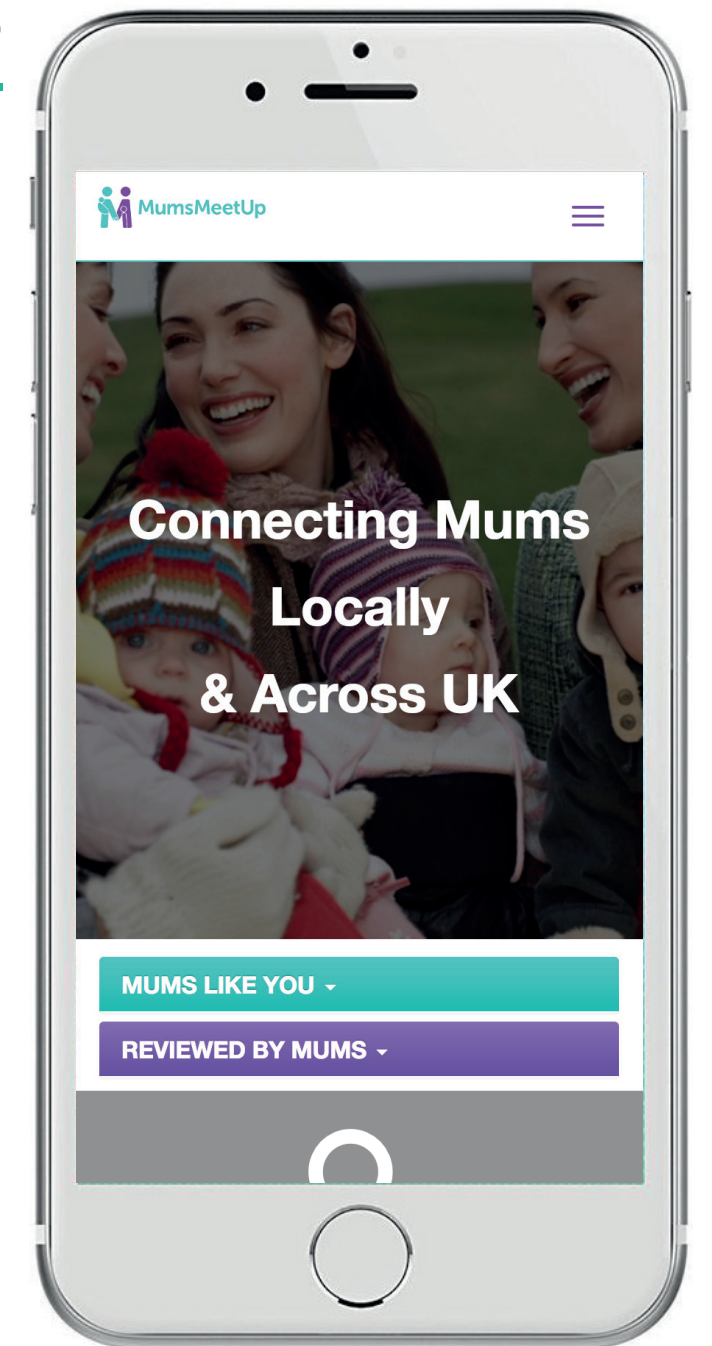 MumsMeetUp
Connecting Mums
Locally
& Across UK
MUMS LIKE YOU
REVIEWED BY MUMS